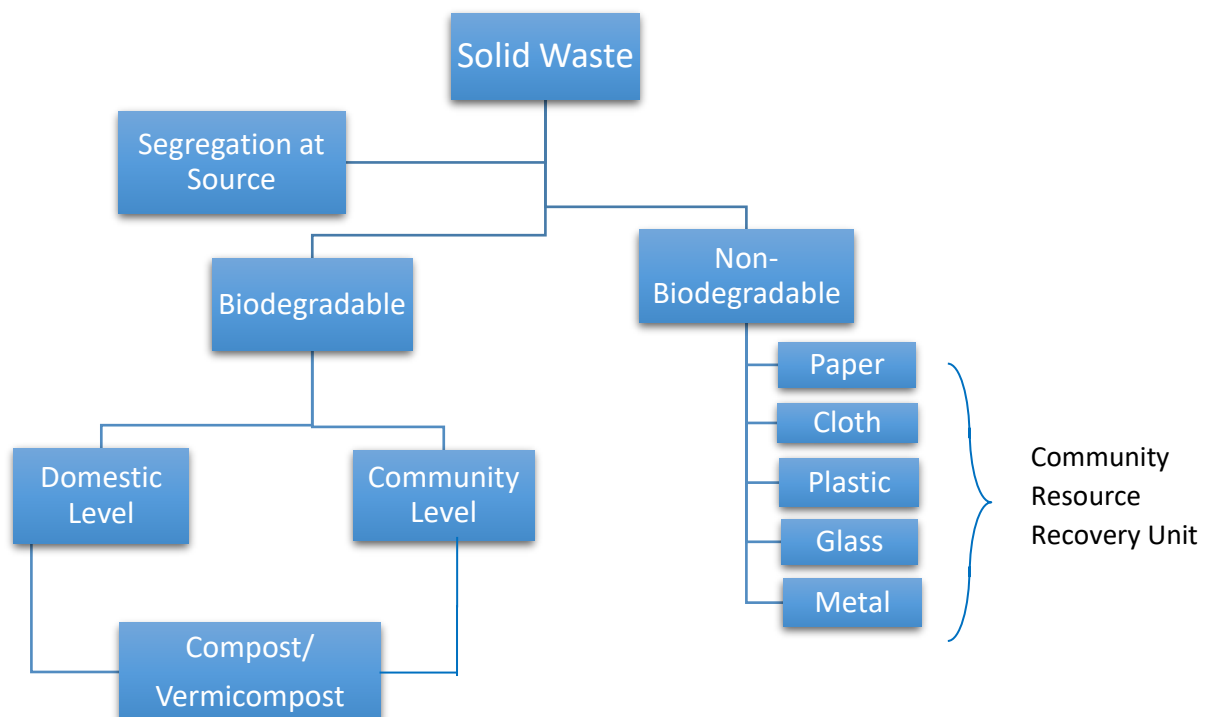 Solid Waste
Segregation at
Source
Biodegradable
Non-
Biodegradable
Paper
Cloth
Plastic
Glass
Metal
Community
Resource
Recovery Unit
Domestic
Level
Community
Level
Compost/
Vermicompost